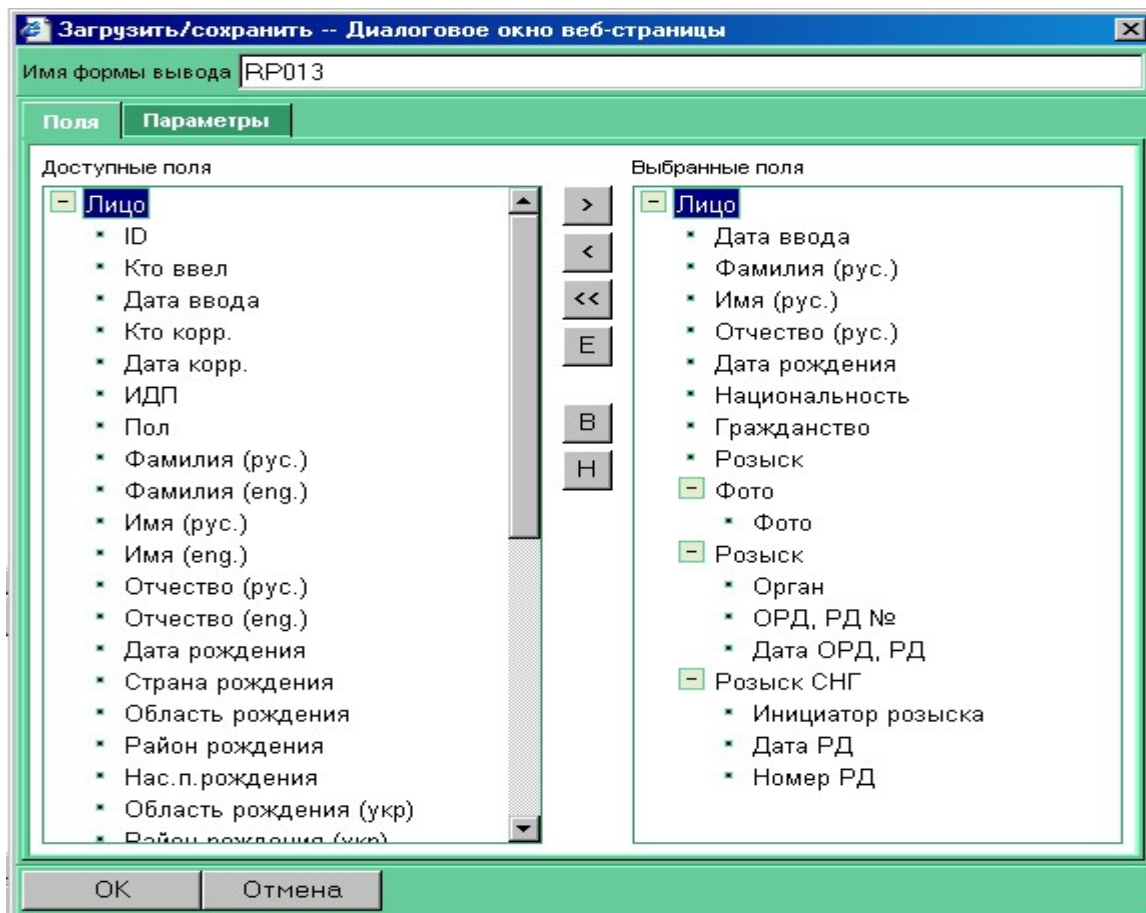 Загрузить/сохранить -- Диалоговое окно веб-страницы
Имя формы вывода RP013
Поля Параметры
Доступные поля
Лицо
ID
Кто ввел
Дата ввода
Кто корр.
Дата корр.
ИДП
Пол
Фамилия (рус.)
Фамилия (eng.)
Имя (рус.)
Имя (eng.)
Отчество (рус.)
Отчество (eng.)
Дата рождения
Страна рождения
Область рождения
Район рождения
Нас.п.рождения
Область рождения (укр)
Район рождения (укр)
>
<
<<
Е
В
Н
Выбранные поля
Лицо
Дата ввода
Фамилия (рус.)
Имя (рус.)
Отчество (рус.)
Дата рождения
Национальность
Гражданство
Розыск
Фото
Фото
Розыск
Орган
ОРД, РД №
Дата ОРД, РД
Розыск СНГ
Инициатор розыска
Дата РД
Номер РД
OK Отмена